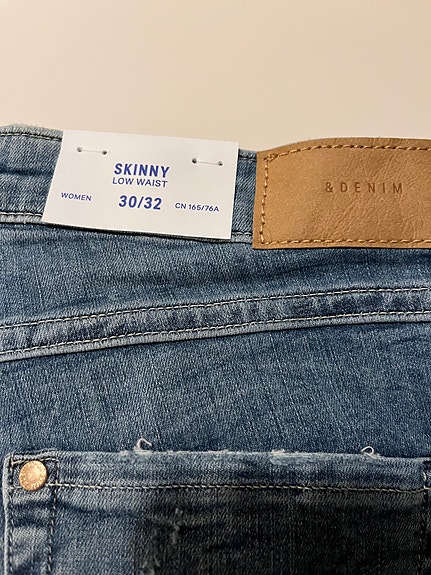 SKINNY
LOW WAIST
WOMEN 30/32 CN 165/76A
&DENIM